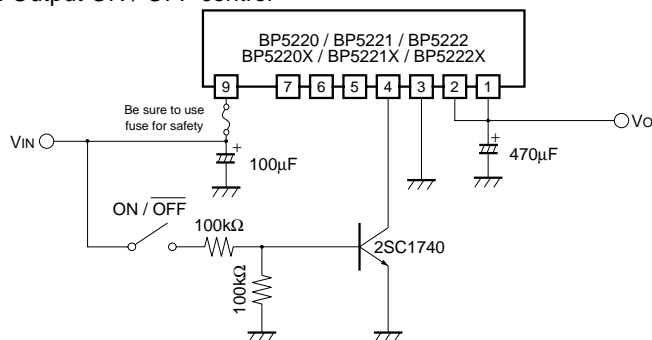 Output ON / OFF control
BP5220 / BP5221 / BP5222
BP5220X / BP5221X / BP5222X
9 7 6 5 4 3 2 1
Be sure to use
fuse for safety
VIN
VO
+
100μF
+
470μF
ON / OFF
100kΩ
2SC1740
100kΩ